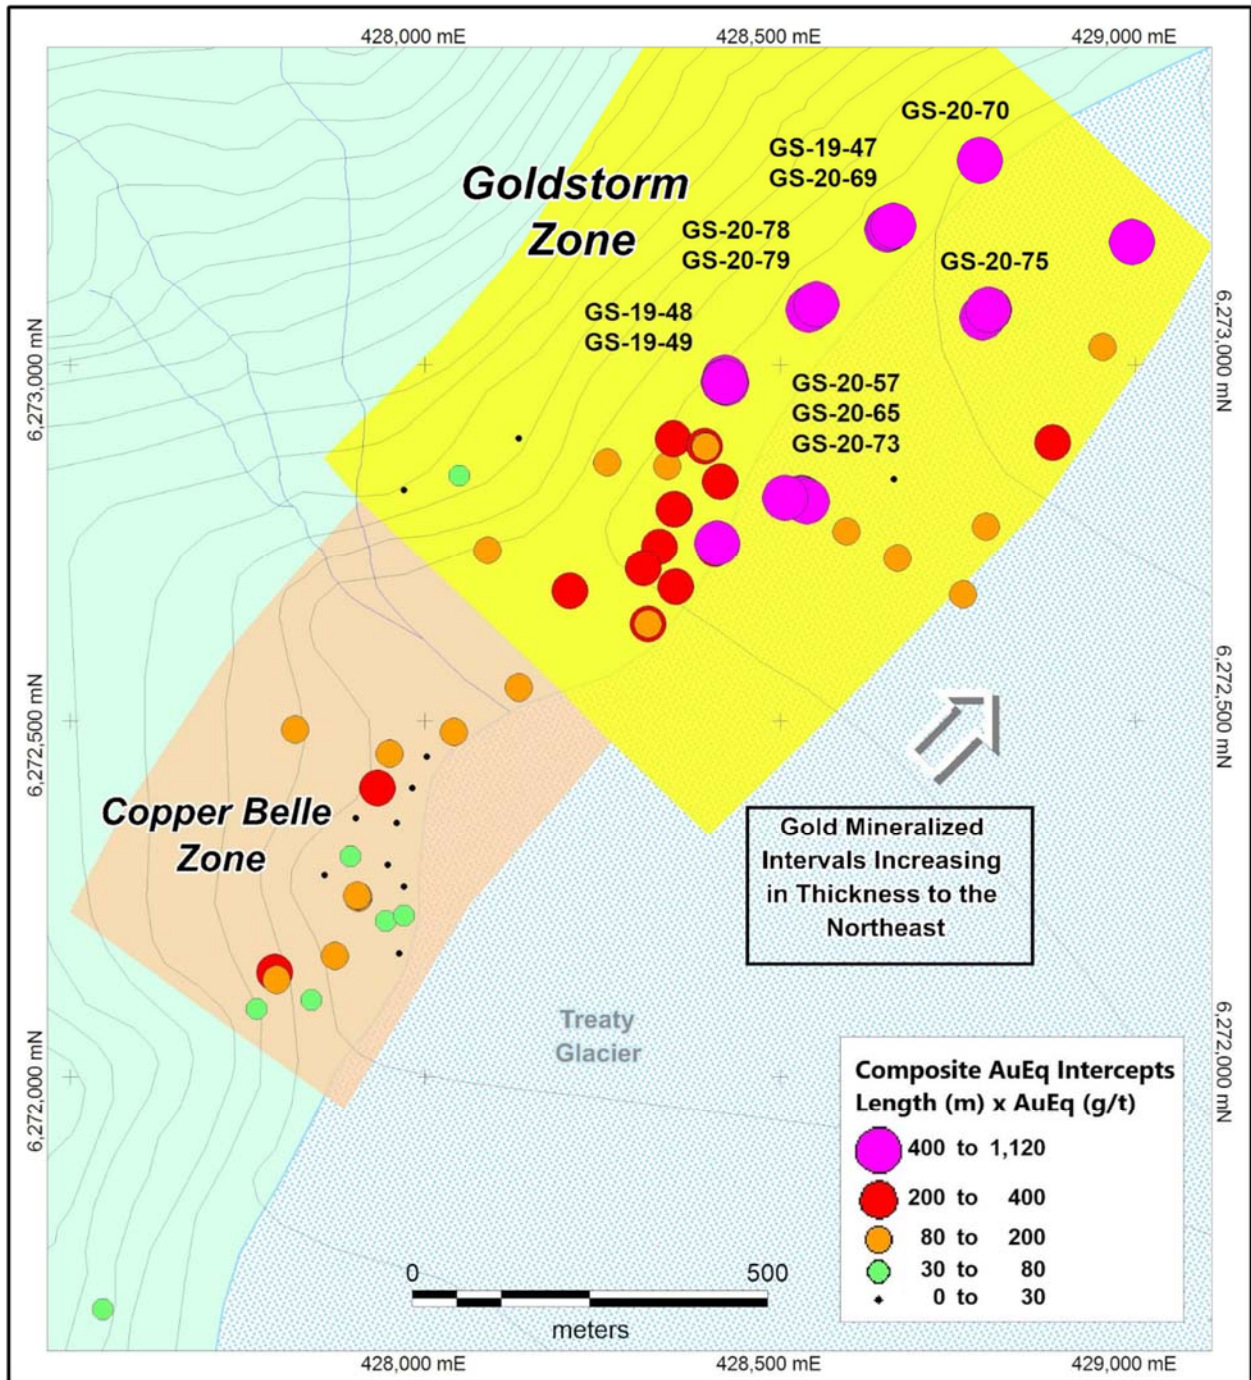 428,000 mE
428,500 mE
429,000 mE
GS-20-70
GS-19-47
GS-20-69
Goldstorm
Zone
GS-20-78
GS-20-79
GS-20-75
GS-19-48
GS-19-49
6,273,000 mN
6,273,000 mN
GS-20-57
GS-20-65
GS-20-73
6,272,500 mN
6,272,500 mN
Copper Belle
Zone
Gold Mineralized
Intervals Increasing
in Thickness to the
Northeast
Treaty
Glacier
6,272,000 mN
6,272,000 mN
Composite AuEq Intercepts
Length (m) x AuEq (g/t)
400 to 1,120
200 to 400
80 to 200
30 to 80
0 to 30
0 500
meters
428,000 mE
428,500 mE
429,000 mE